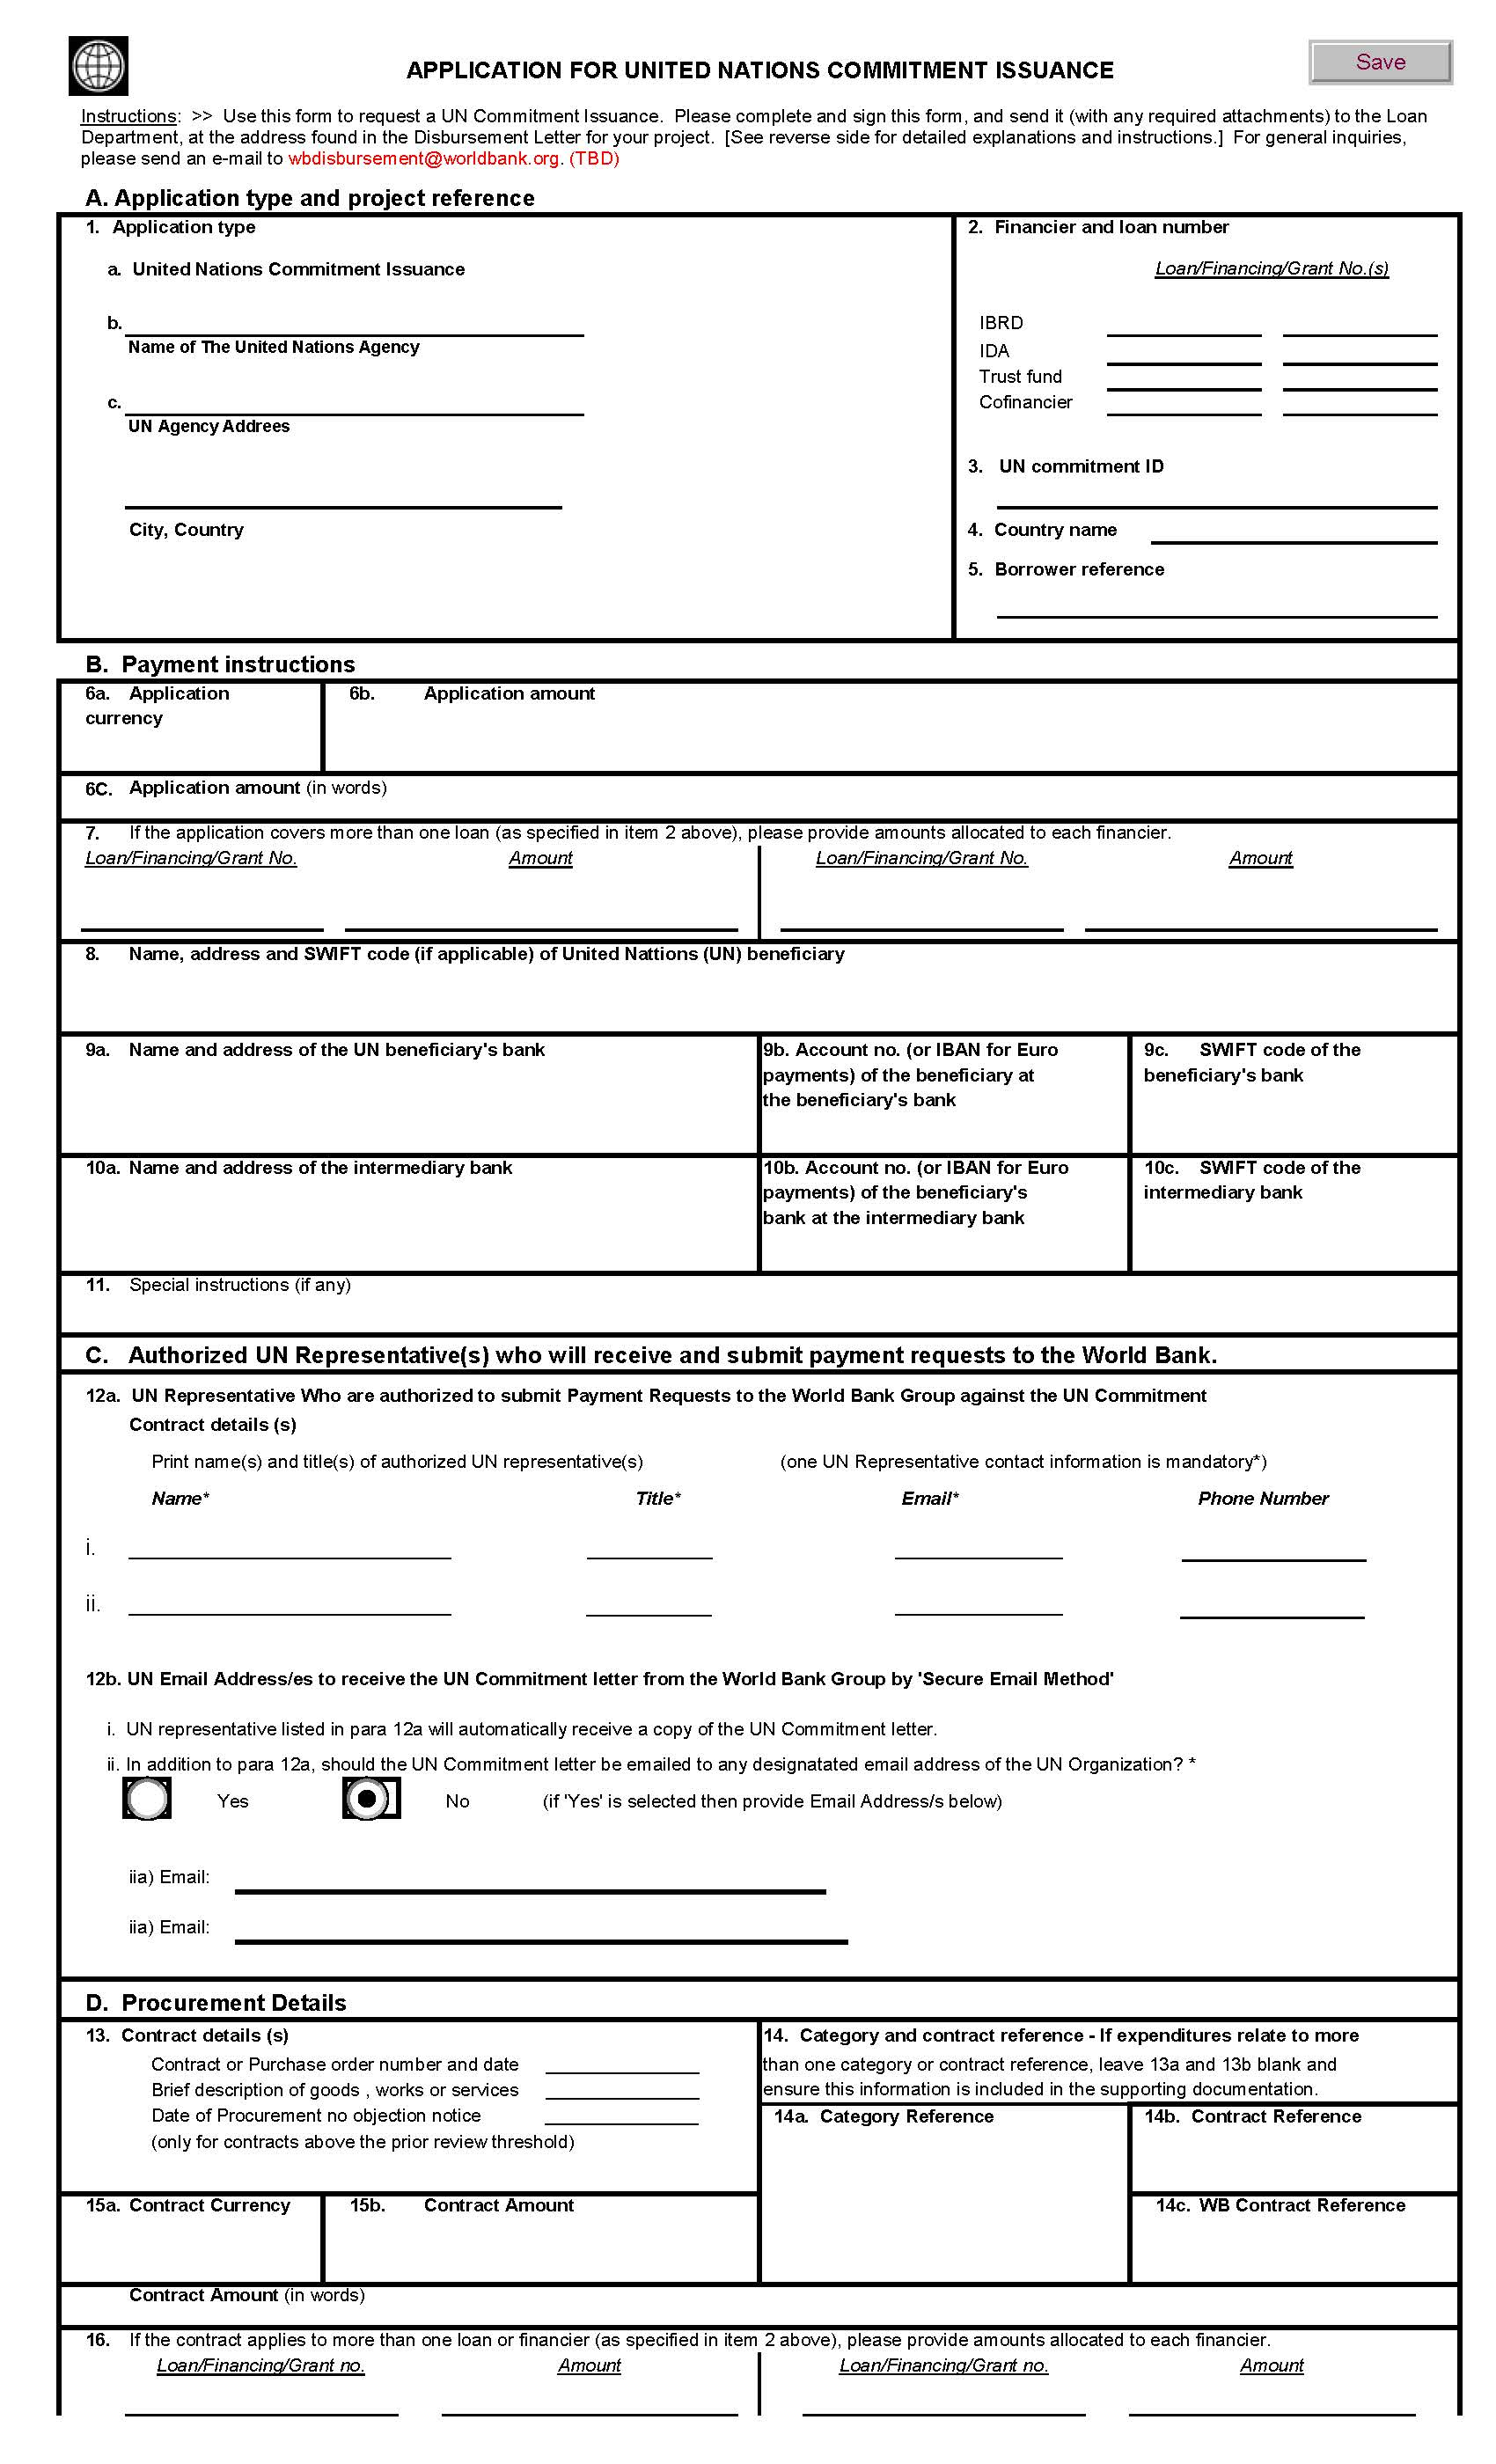 APPLICATION FOR UNITED NATIONS COMMITMENT ISSUANCE
Save
Instructions: >> Use this form to request a UN Commitment Issuance. Please complete and sign this form, and send it (with any required attachments) to the Loan
Department, at the address found in the Disbursement Letter for your project. [See reverse side for detailed explanations and instructions.] For general inquiries,
please send an e-mail to wbdisbursement@worldbank.org. (TBD)
A. Application type and project reference
1. Application type
a. United Nations Commitment Issuance
b.
Name of The United Nations Agency
c.
UN Agency Addrees
City, Country
2. Financier and loan number
Loan/Financing/Grant No.(s)
IBRD
IDA
Trust fund
Cofinancier
3. UN commitment ID
4. Country name
5. Borrower reference
B. Payment instructions
6a. Application
currency
6b. Application amount
6C. Application amount (in words)
7. If the application covers more than one loan (as specified in item 2 above), please provide amounts allocated to each financier.
Loan/Financing/Grant No. Amount Loan/Financing/Grant No. Amount
8. Name, address and SWIFT code (if applicable) of United Nattions (UN) beneficiary
9a. Name and address of the UN beneficiary's bank
9b. Account no. (or IBAN for Euro
payments) of the beneficiary at
the beneficiary's bank
9c. SWIFT code of the
beneficiary's bank
10a. Name and address of the intermediary bank
10b. Account no. (or IBAN for Euro
payments) of the beneficiary's
bank at the intermediary bank
10c. SWIFT code of the
intermediary bank
11. Special instructions (if any)
C. Authorized UN Representative(s) who will receive and submit payment requests to the World Bank.
12a. UN Representative Who are authorized to submit Payment Requests to the World Bank Group against the UN Commitment
Contract details (s)
Print name(s) and title(s) of authorized UN representative(s) (one UN Representative contact information is mandatory*)
Name* Title* Email* Phone Number
i.
ii.
12b. UN Email Address/es to receive the UN Commitment letter from the World Bank Group by 'Secure Email Method'
i. UN representative listed in para 12a will automatically receive a copy of the UN Commitment letter.
ii. In addition to para 12a, should the UN Commitment letter be emailed to any designatated email address of the UN Organization? *
Yes No (if 'Yes' is selected then provide Email Address/s below)
iia) Email:
iia) Email:
D. Procurement Details
13. Contract details (s)
Contract or Purchase order number and date
Brief description of goods , works or services
Date of Procurement no objection notice
(only for contracts above the prior review threshold)
14. Category and contract reference - If expenditures relate to more
than one category or contract reference, leave 13a and 13b blank and
ensure this information is included in the supporting documentation.
14a. Category Reference
14b. Contract Reference
15a. Contract Currency
15b. Contract Amount
14c. WB Contract Reference
Contract Amount (in words)
16. If the contract applies to more than one loan or financier (as specified in item 2 above), please provide amounts allocated to each financier.
Loan/Financing/Grant no. Amount Loan/Financing/Grant no. Amount